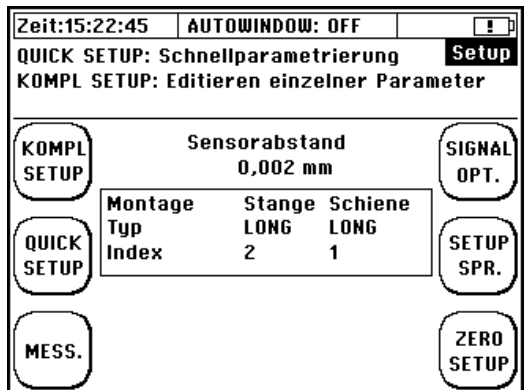 Zeit:15:22:45 AUTOWINDOW: OFF !
QUICK SETUP: Schnellparametrierung Setup
KOMPL SETUP: Editieren einzelner Parameter
KOMPL SETUP
Sensorabstand
0,002 mm
SIGNAL OPT.
Montage Stange Schiene
Typ LONG LONG
Index 2 1
QUICK SETUP
SETUP SPR.
MESS.
ZERO SETUP